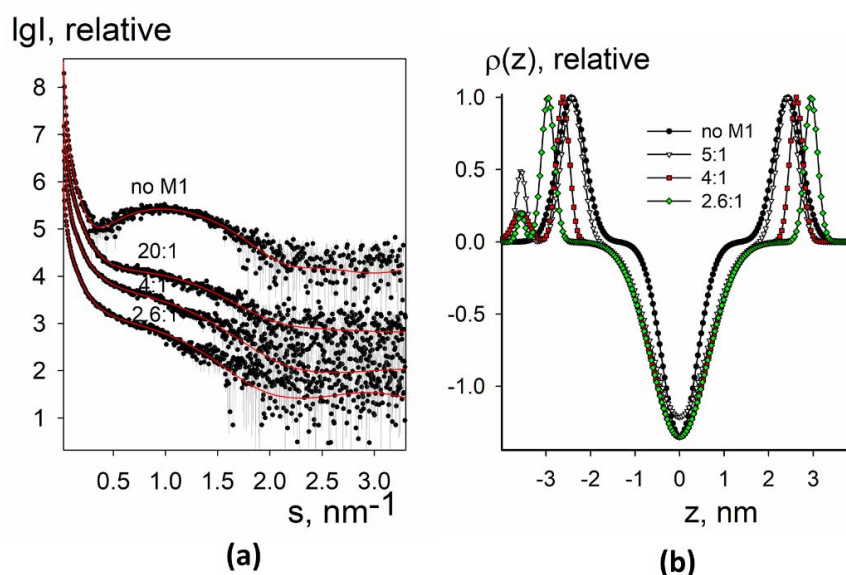 lgI, relative
8
7
6
5
4
3
2
1
no M1
20:1
4:1
2.6:1
0.5 1.0 1.5 2.0 2.5 3.0
s, nm-1
(a)
ρ(z), relative
1.0
0.5
0.0
-0.5
-1.0
no M1
5:1
4:1
2.6:1
-3 -2 -1 0 1 2 3
z, nm
(b)